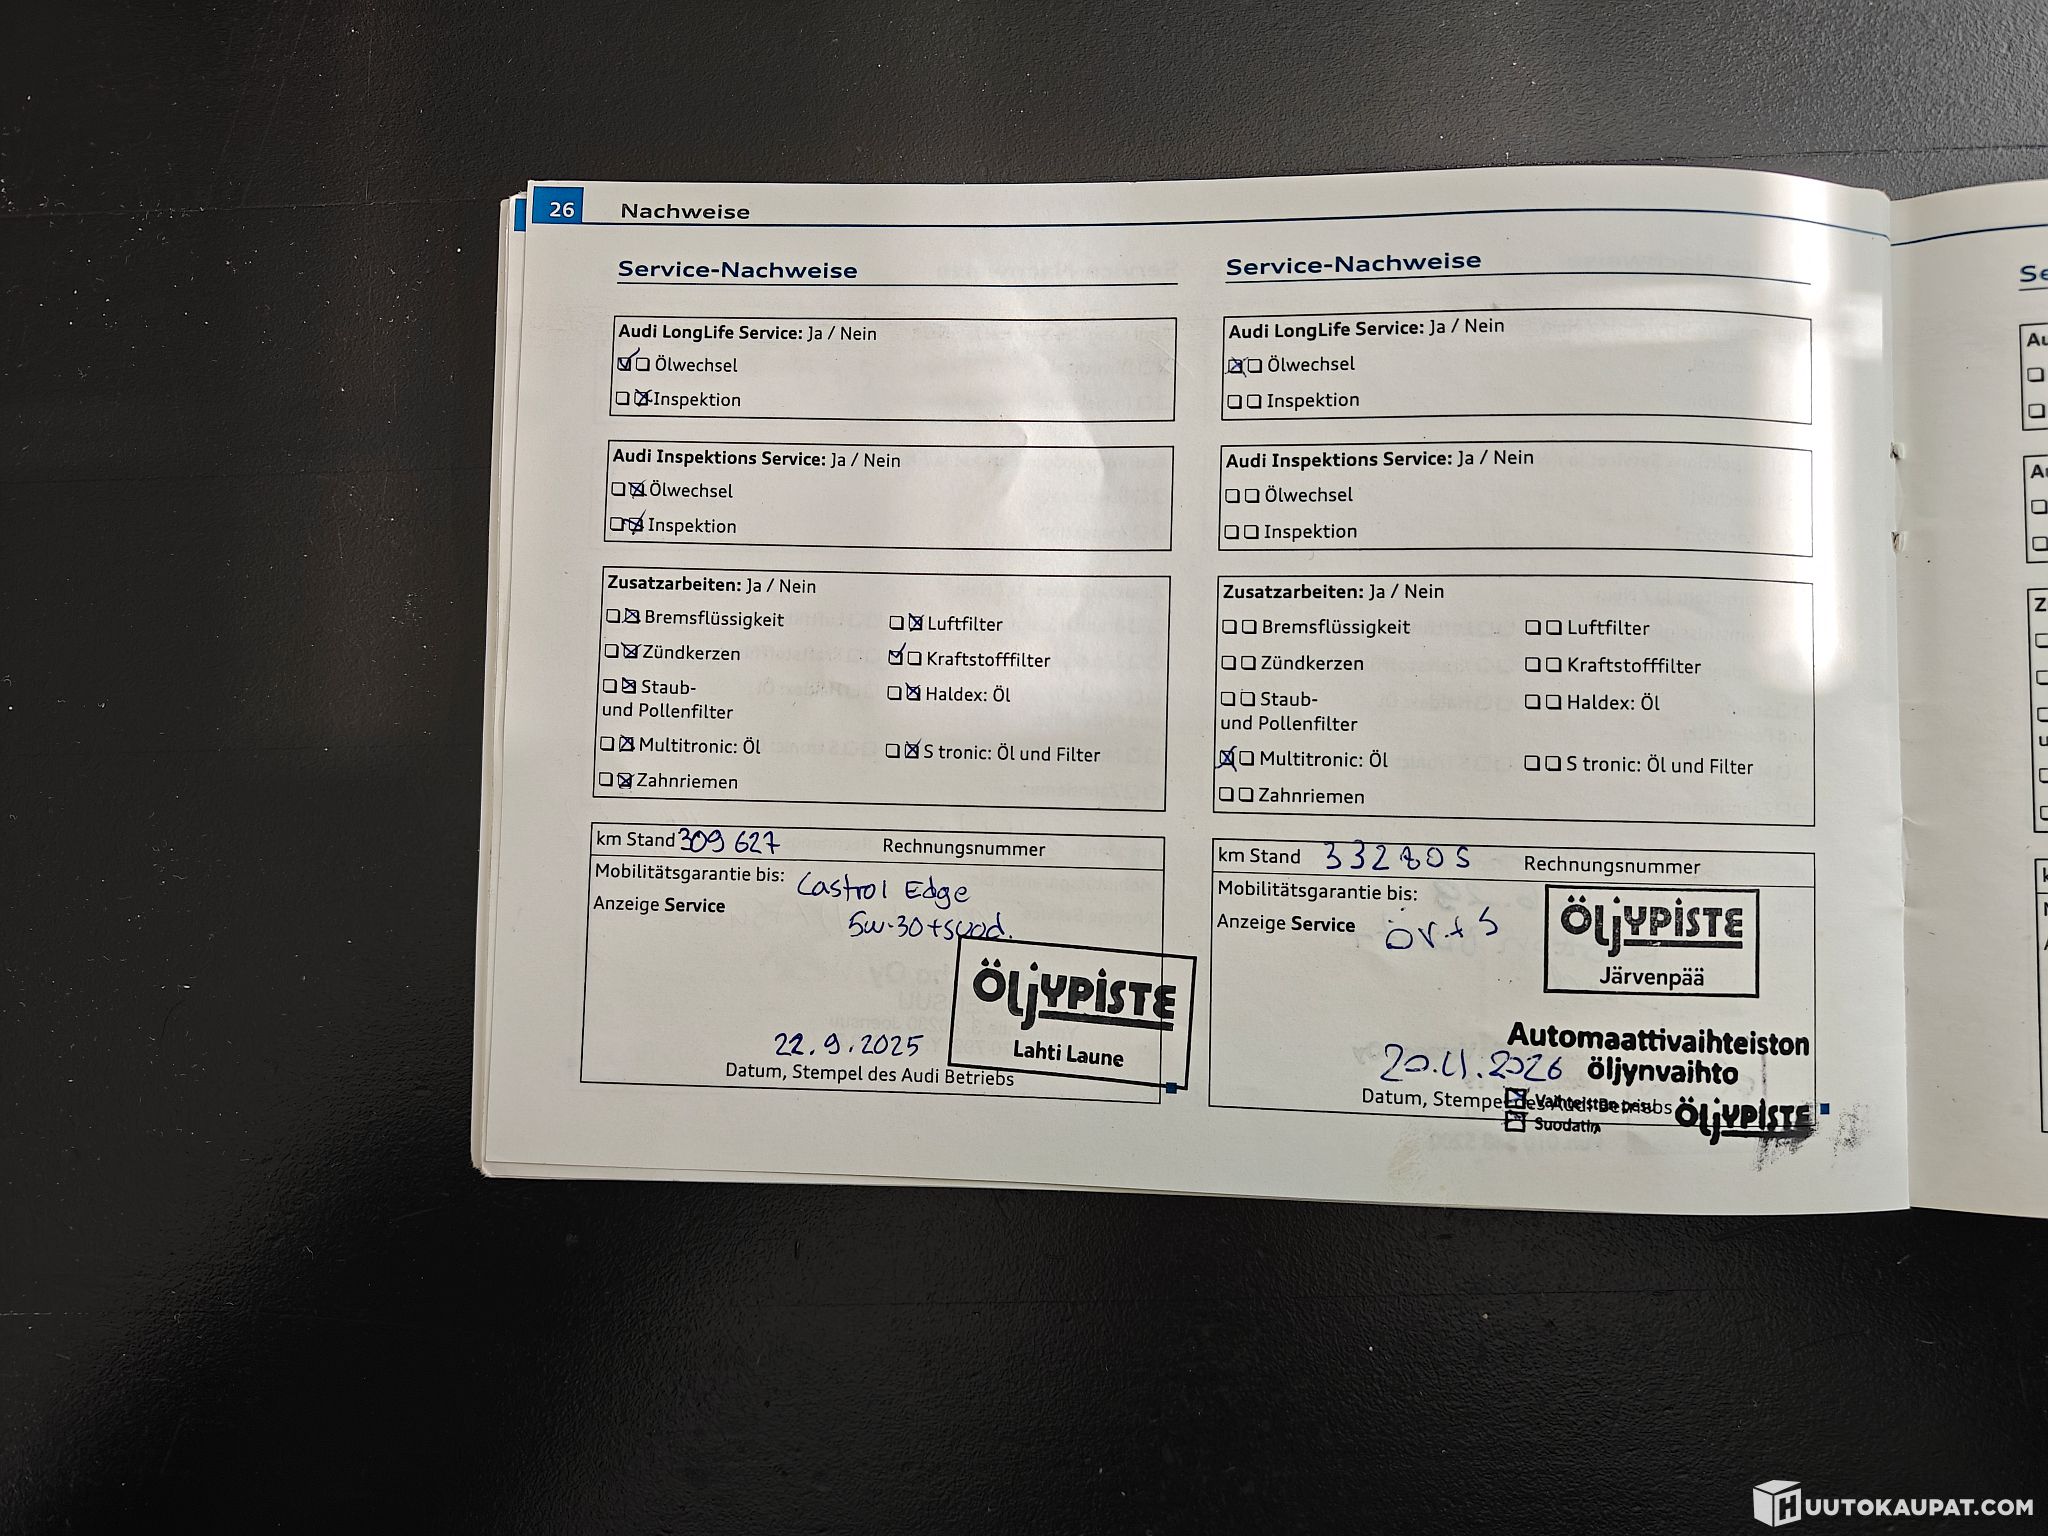 26 Nachweise
Service-Nachweise
Audi LongLife Service: Ja / Nein
Ölwechsel
Inspektion
Audi Inspektions Service: Ja / Nein
Ölwechsel
Inspektion
Zusatzarbeiten: Ja / Nein
Bremsflüssigkeit Luftfilter
Zündkerzen Kraftstofffilter
Staub- Haldex: Öl
und Pollenfilter
Multitronic: Öl S tronic: Öl und Filter
Zahnriemen
km Stand 309 627 Rechnungsnummer
Mobilitätsgarantie bis: Castrol Edge
Anzeige Service
5w-30+suod.
ÖLJYPISTE
Lahti Laune
22.9.2025
Datum, Stempel des Audi Betriebs
Service-Nachweise
Audi LongLife Service: Ja / Nein
Ölwechsel
Inspektion
Audi Inspektions Service: Ja / Nein
Ölwechsel
Inspektion
Zusatzarbeiten: Ja / Nein
Bremsflüssigkeit Luftfilter
Zündkerzen Kraftstofffilter
Staub- Haldex: Öl
und Pollenfilter
Multitronic: Öl S tronic: Öl und Filter
Zahnriemen
km Stand 332805 Rechnungsnummer
Mobilitätsgarantie bis:
Anzeige Service
ÖLJYPISTE
Järvenpää
Automaattivaihteiston
öljynvaihto
Datum, Stempel des Audi Betriebs
Vaihteiston pesu
Suodatin
ÖLJYPISTE
Se
HUUTOKAUPAT.COM